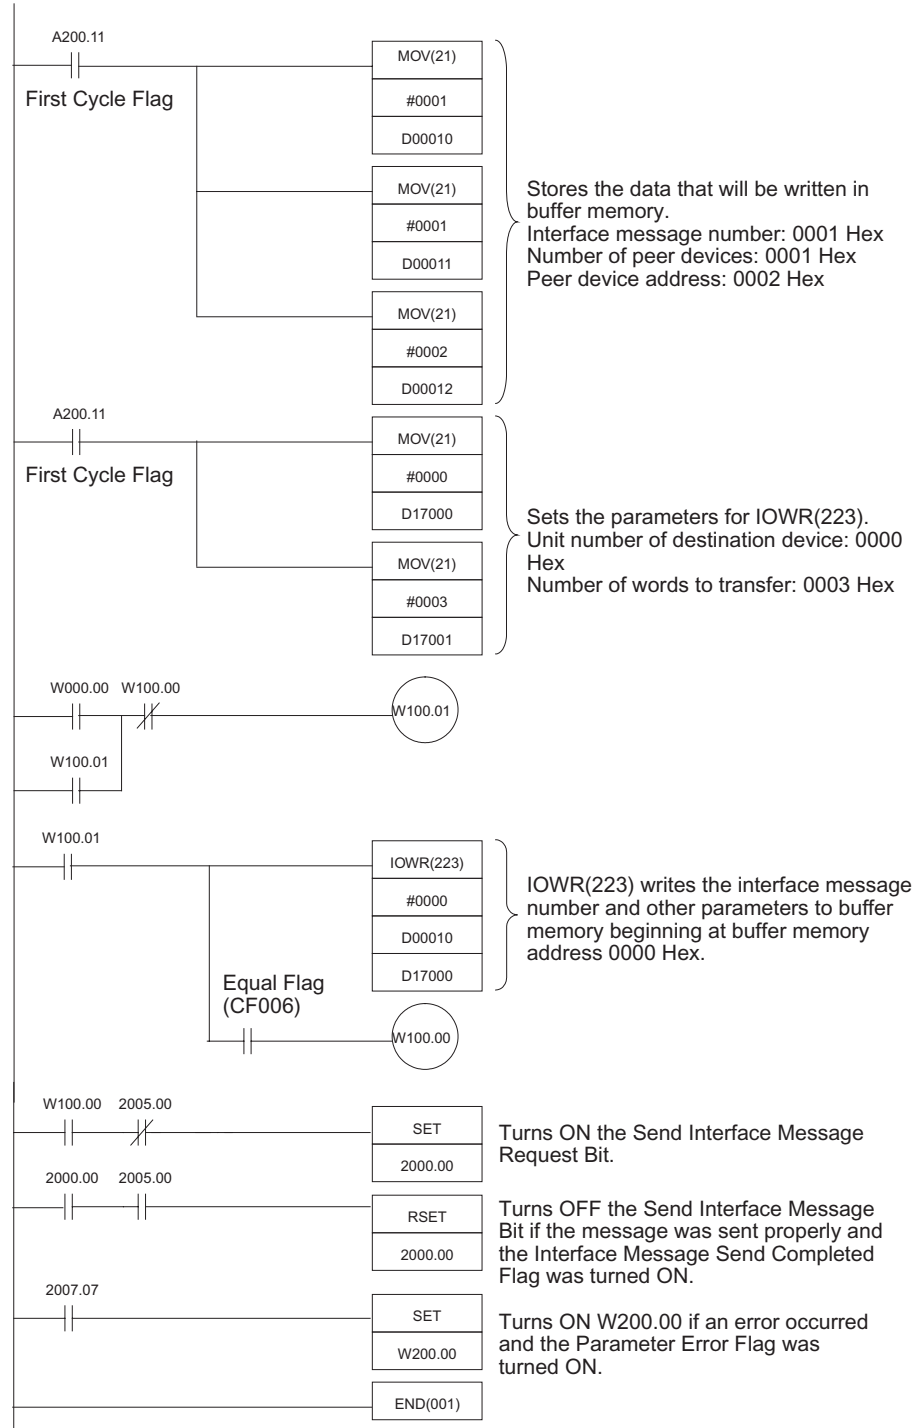 A200.11
First Cycle Flag
MOV(21)
#0001
D00010
MOV(21)
#0001
D00011
MOV(21)
#0002
D00012
Stores the data that will be written in
buffer memory.
Interface message number: 0001 Hex
Number of peer devices: 0001 Hex
Peer device address: 0002 Hex
A200.11
First Cycle Flag
MOV(21)
#0000
D17000
MOV(21)
#0003
D17001
Sets the parameters for IOWR(223).
Unit number of destination device: 0000
Hex
Number of words to transfer: 0003 Hex
W000.00 W100.00
W100.01
W100.01
W100.01
IOWR(223)
#0000
D00010
D17000
IOWR(223) writes the interface message
number and other parameters to buffer
memory beginning at buffer memory
address 0000 Hex.
Equal Flag
(CF006)
W100.00
W100.00 2005.00
SET
2000.00
Turns ON the Send Interface Message
Request Bit.
2000.00 2005.00
RSET
2000.00
Turns OFF the Send Interface Message
Bit if the message was sent properly and
the Interface Message Send Completed
Flag was turned ON.
2007.07
SET
W200.00
Turns ON W200.00 if an error occurred
and the Parameter Error Flag was
turned ON.
END(001)